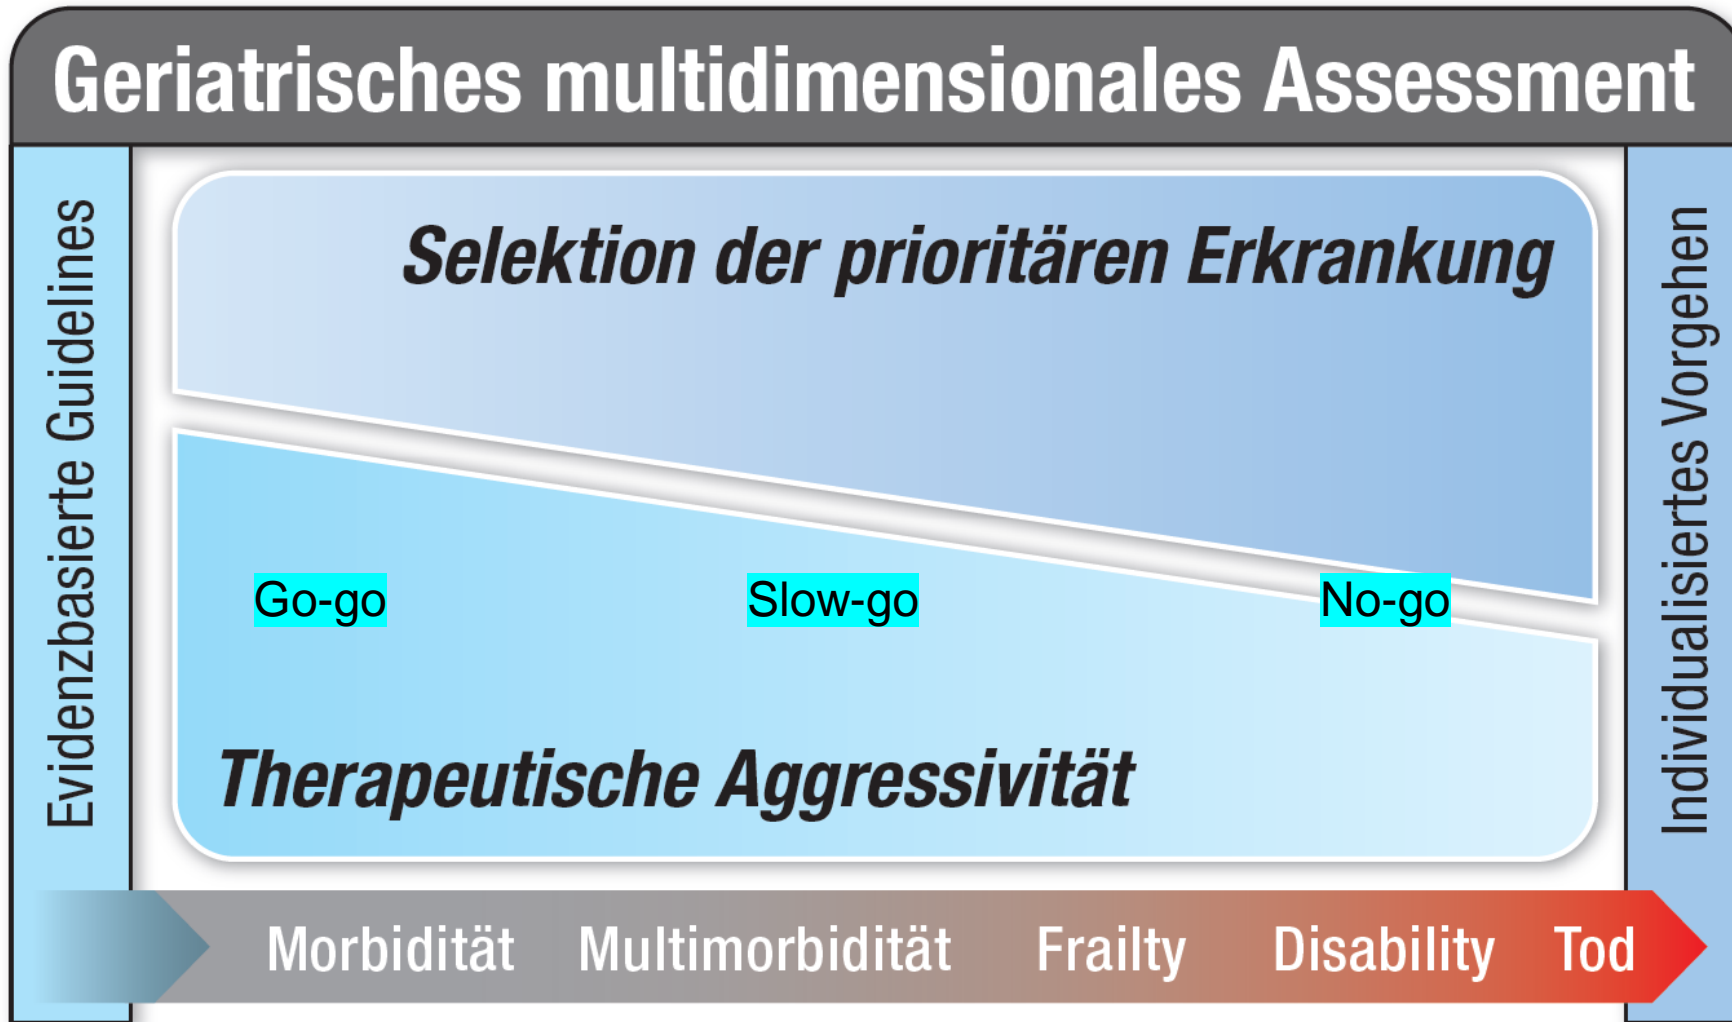 Geriatrisches multidimensionales Assessment
Evidenzbasierte Guidelines
Selektion der prioritären Erkrankung
Individualisiertes Vorgehen
Go-go
Slow-go
No-go
Therapeutische Aggressivität
Morbidität
Multimorbidität
Frailty
Disability
Tod